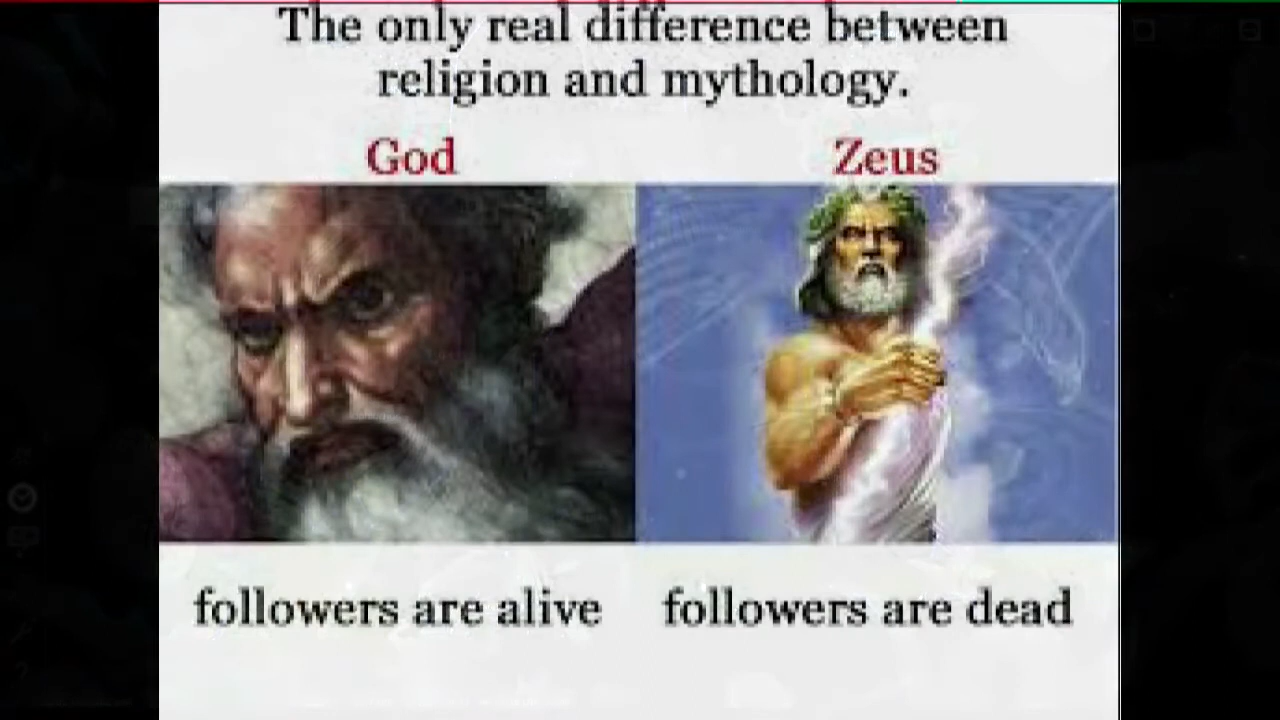 The only real difference between
religion and mythology.
God
Zeus
followers are alive
followers are dead